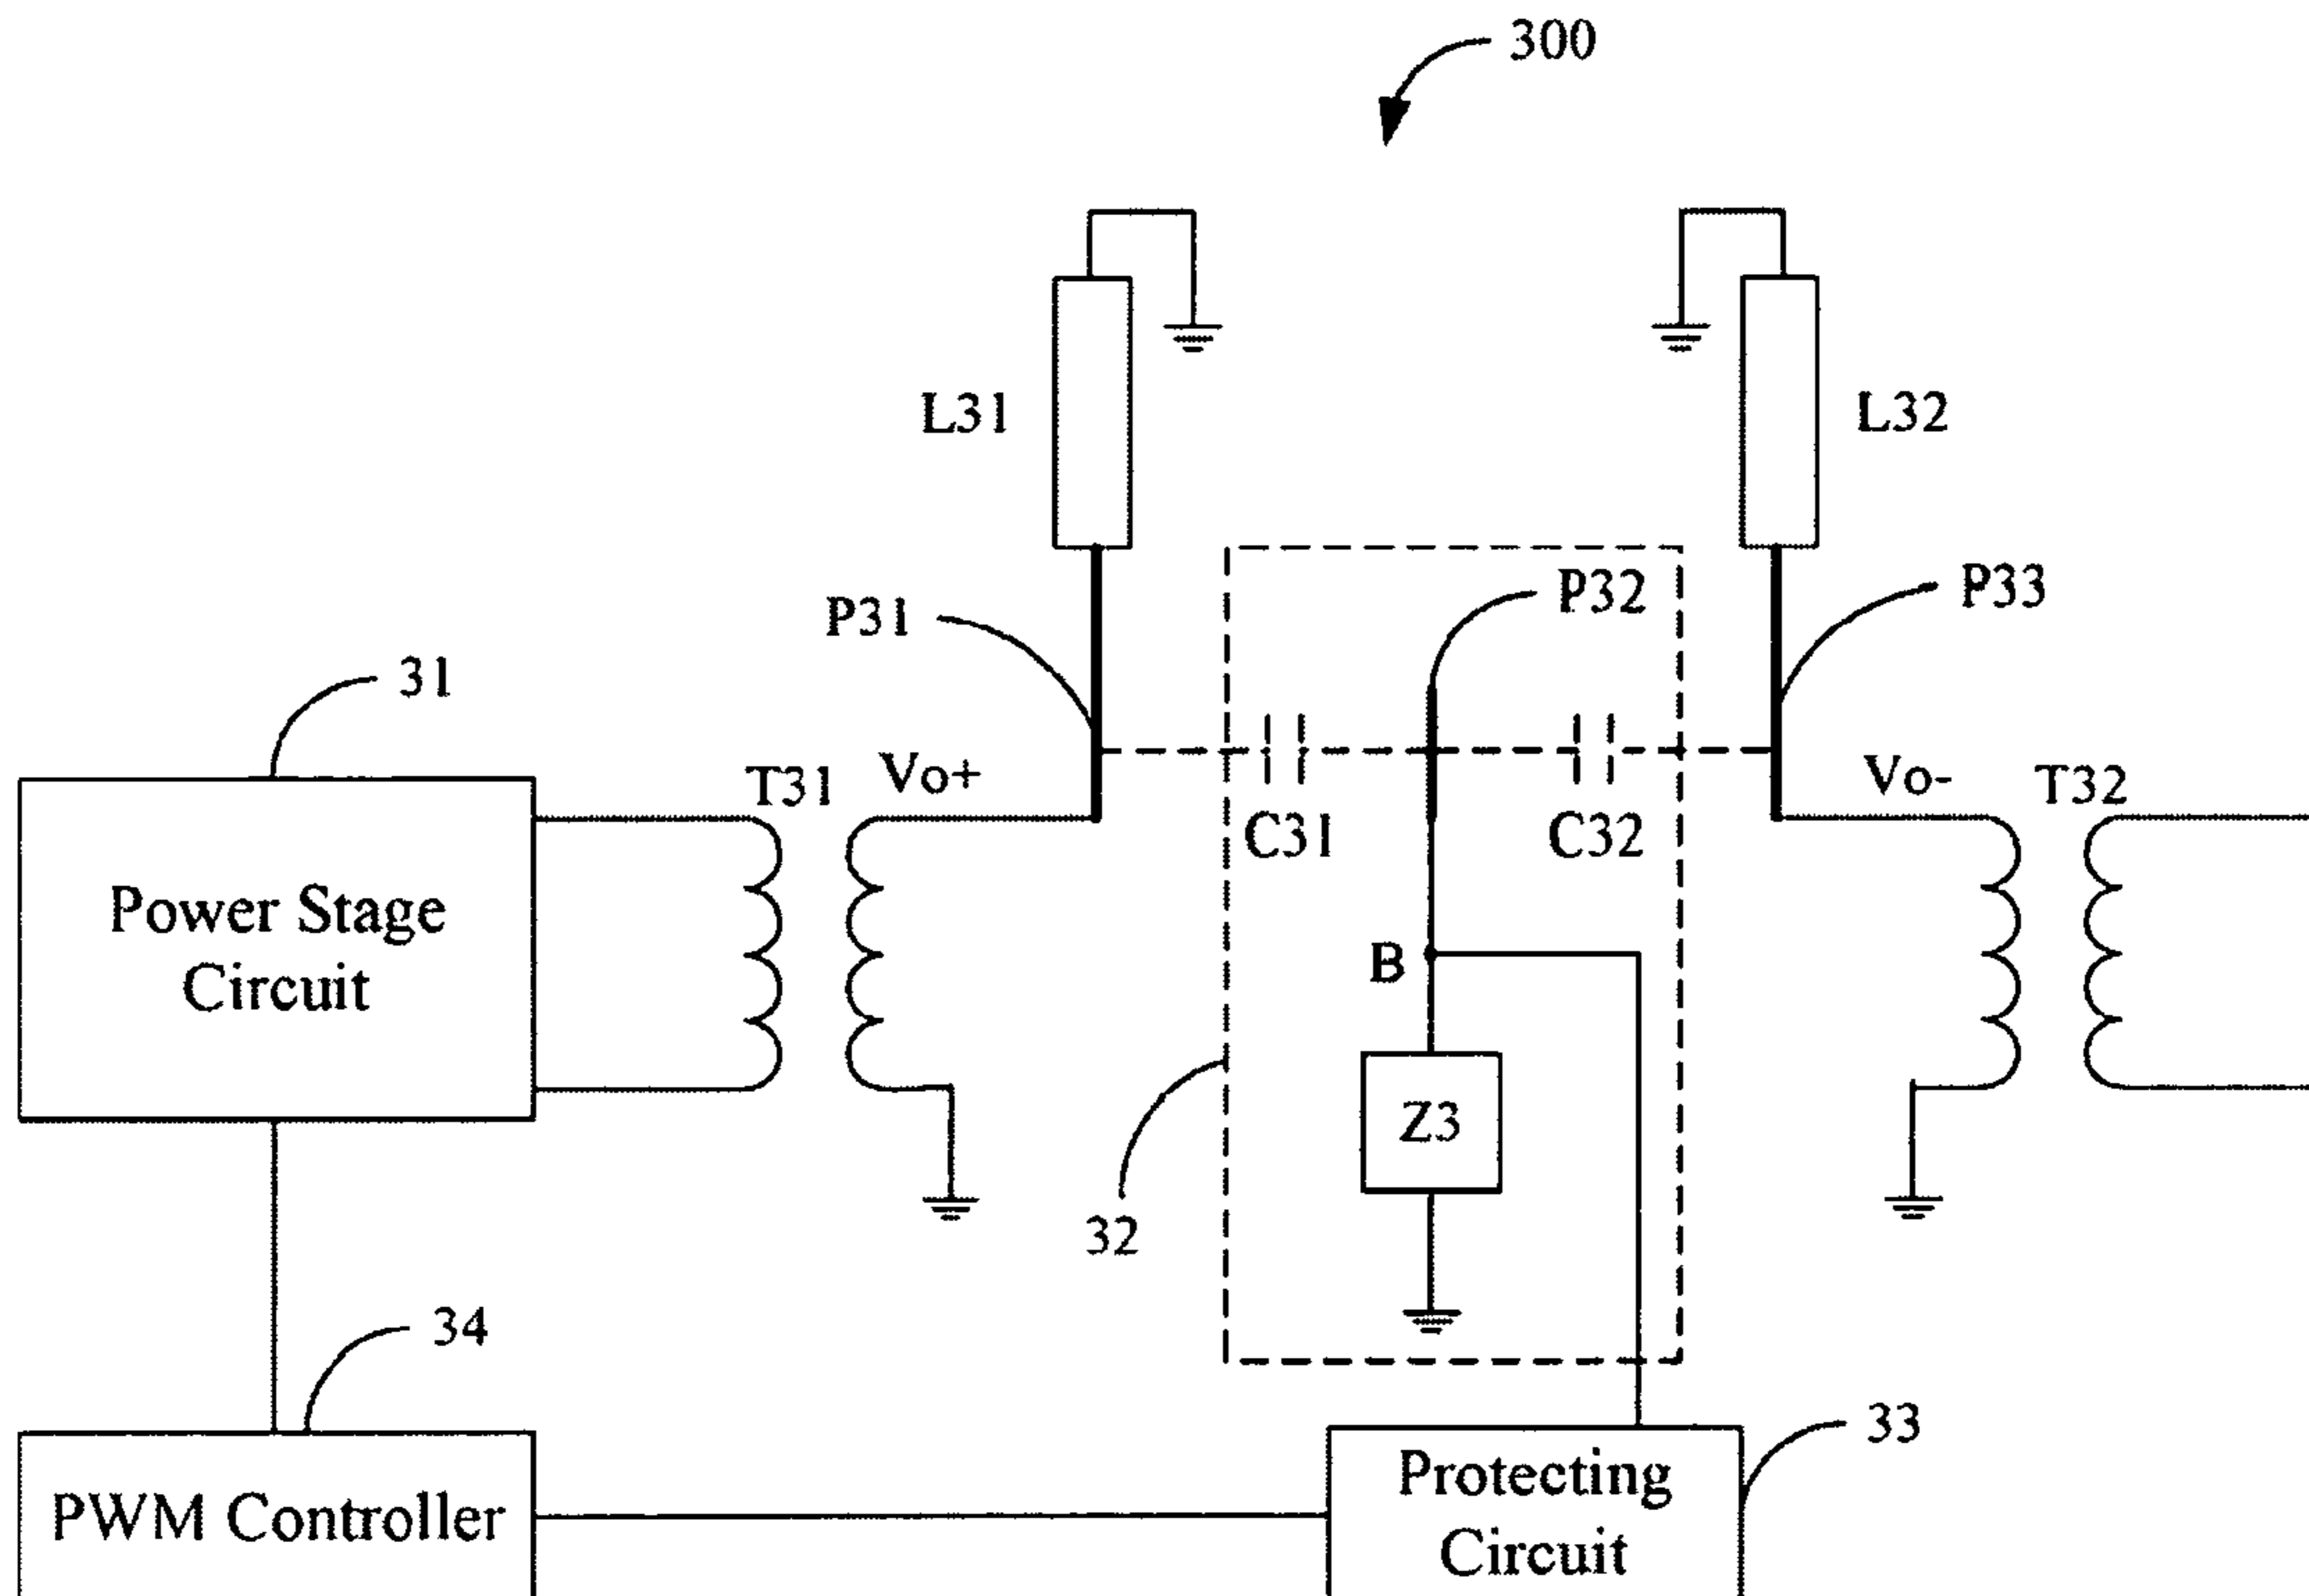 300
L31
L32
P31
P32
P33
31
T31
Vo+
C31
C32
Vo-
T32
Power Stage
Circuit
B
Z3
32
34
33
PWM Controller
Protecting
Circuit